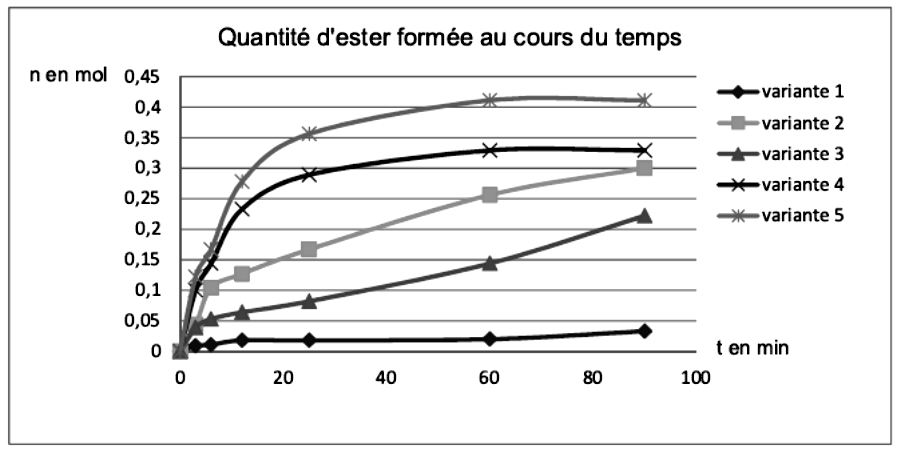 Quantité d'ester formée au cours du temps
n en mol
0,45
0,4
0,35
0,3
0,25
0,2
0,15
0,1
0,05
0
0 20 40 60 80 100
t en min
variante 1
variante 2
variante 3
variante 4
variante 5